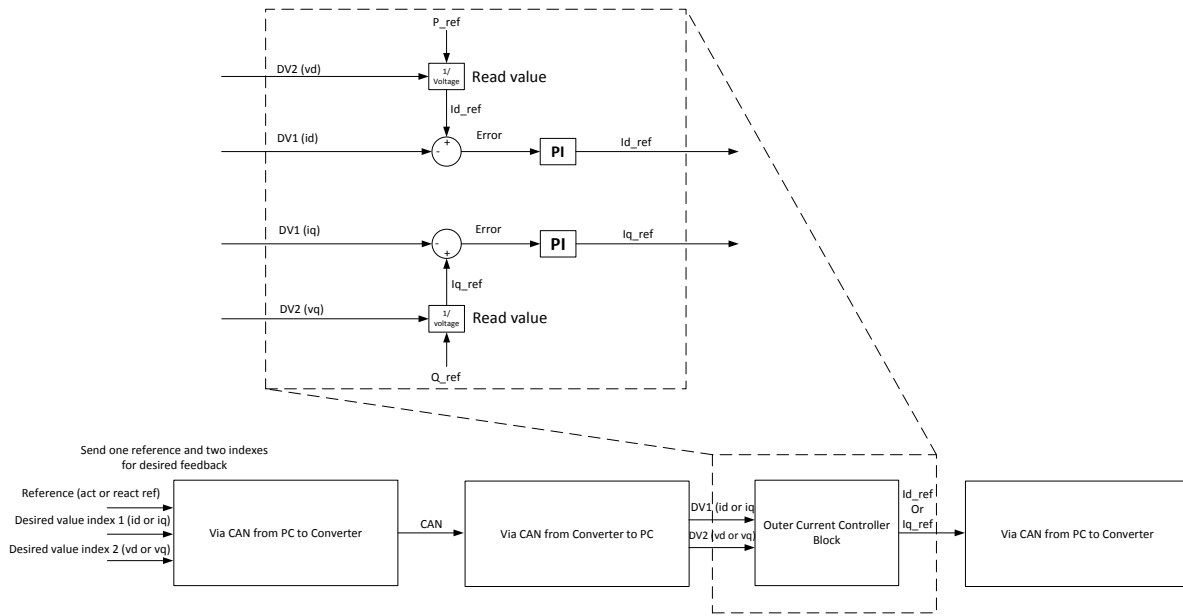 P_ref
DV2 (vd)
1/
Voltage
Read value
Id_ref
DV1 (id)
+
-
Error
PI
Id_ref
DV1 (iq)
-
+
Error
PI
Iq_ref
Iq_ref
DV2 (vq)
1/
voltage
Read value
Q_ref
Send one reference and two indexes
for desired feedback
Reference (act or react ref)
Desired value index 1 (id or iq)
Desired value index 2 (vd or vq)
Via CAN from PC to Converter
CAN
Via CAN from Converter to PC
DV1 (id or iq
DV2 (vd or vq)
Outer Current Controller
Block
Id_ref
Or
Iq_ref
Via CAN from PC to Converter